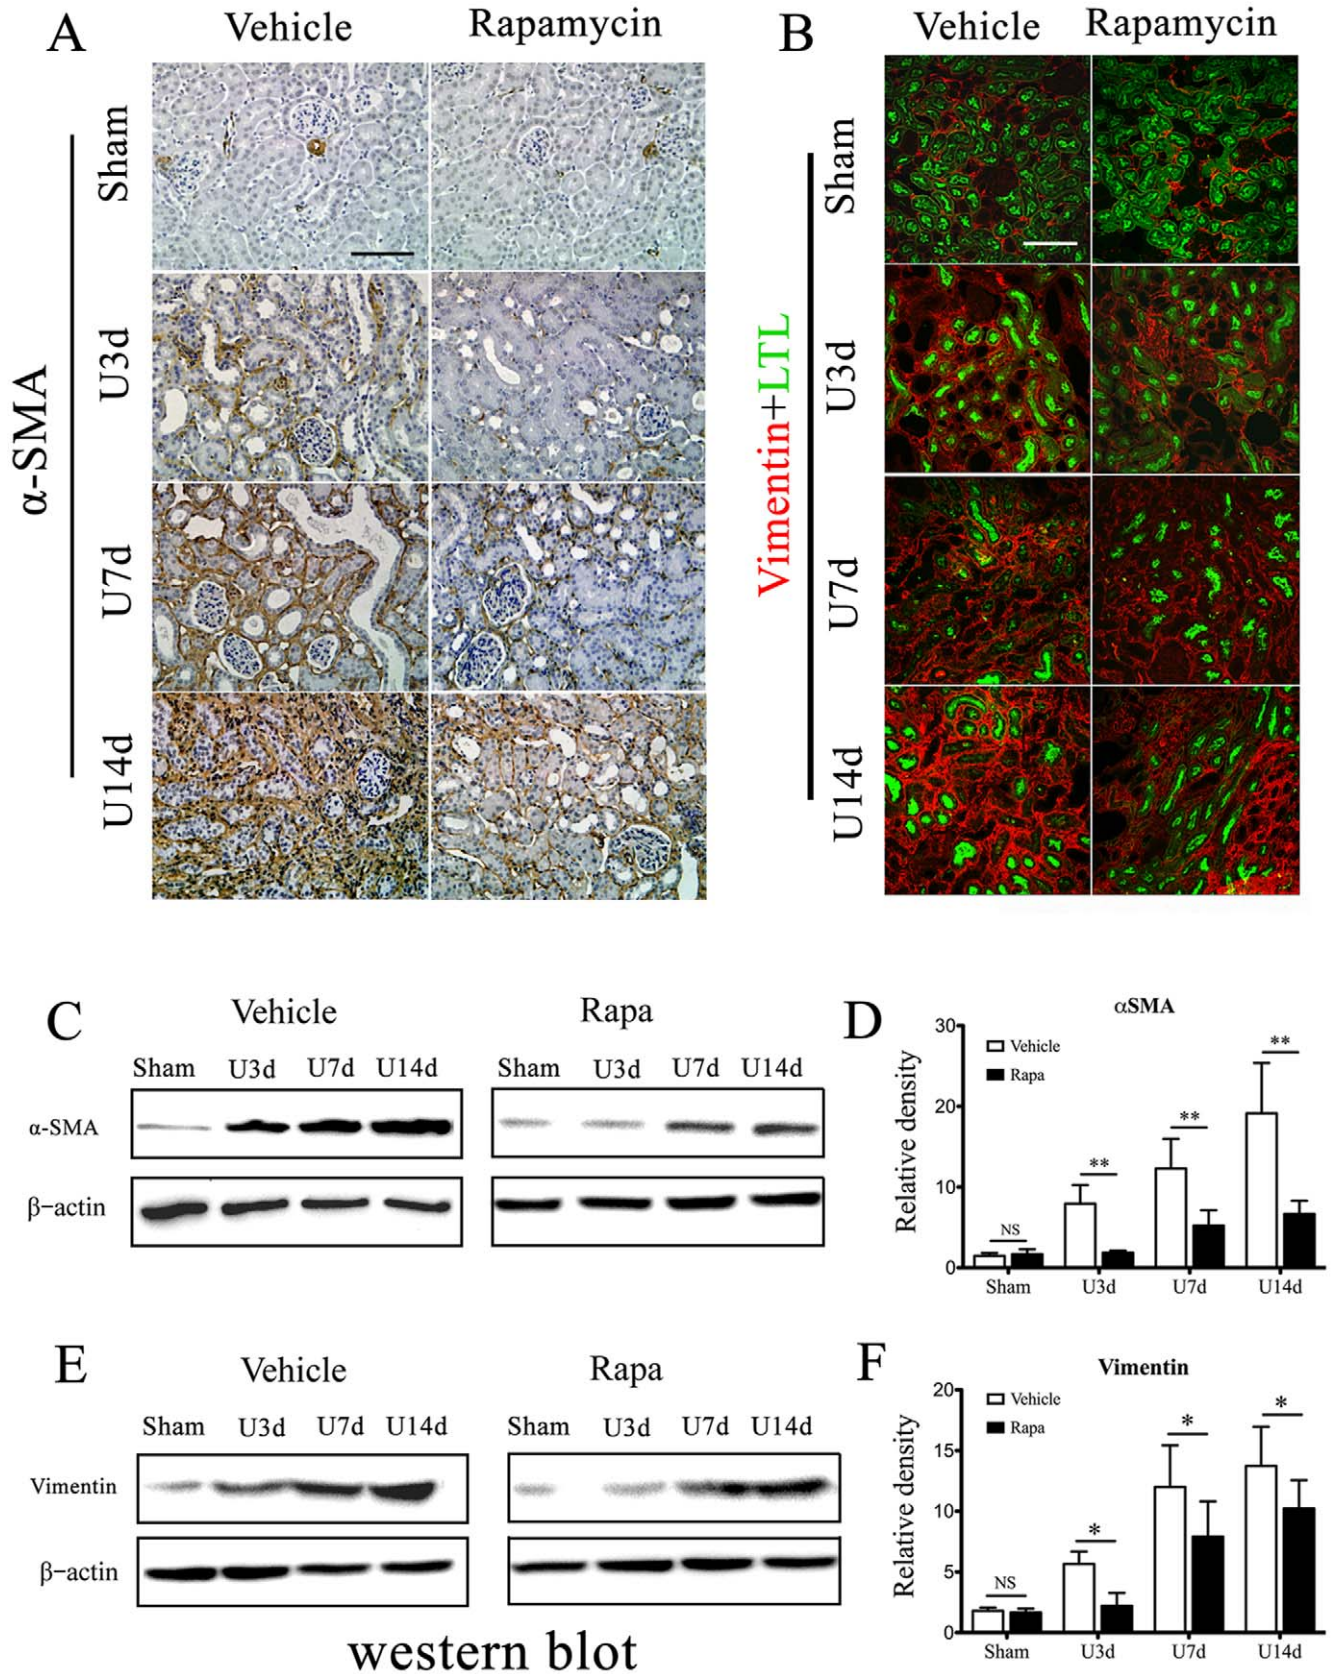 A
Vehicle
Rapamycin
α-SMA
Sham
U3d
U7d
U14d
B
Vehicle
Rapamycin
Vimentin+LTL
Sham
U3d
U7d
U14d
C
Vehicle
Rapa
Sham
U3d
U7d
U14d
Sham
U3d
U7d
U14d
α-SMA
β-actin
D
αSMA
Relative density
30
20
10
0
Vehicle
Rapa
NS
**
**
**
Sham
U3d
U7d
U14d
E
Vehicle
Rapa
Sham
U3d
U7d
U14d
Sham
U3d
U7d
U14d
Vimentin
β-actin
western blot
F
Vimentin
Relative density
20
15
10
5
0
Vehicle
Rapa
NS
*
*
*
Sham
U3d
U7d
U14d